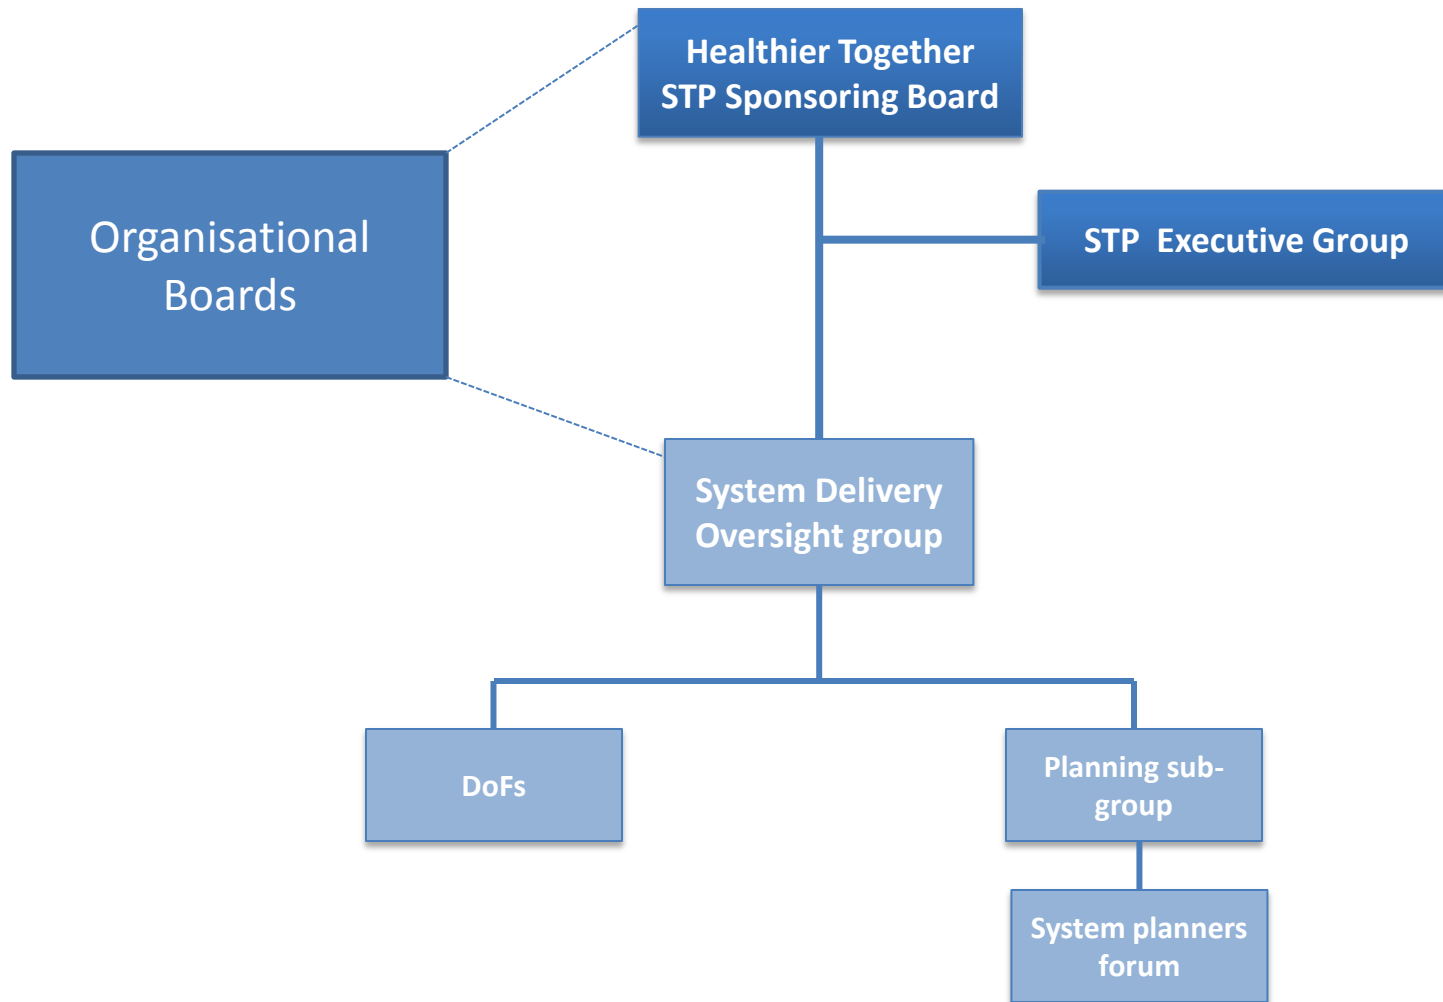 Healthier Together
STP Sponsoring Board
Organisational
Boards
STP Executive Group
System Delivery
Oversight group
DoFs
Planning sub-
group
System planners
forum